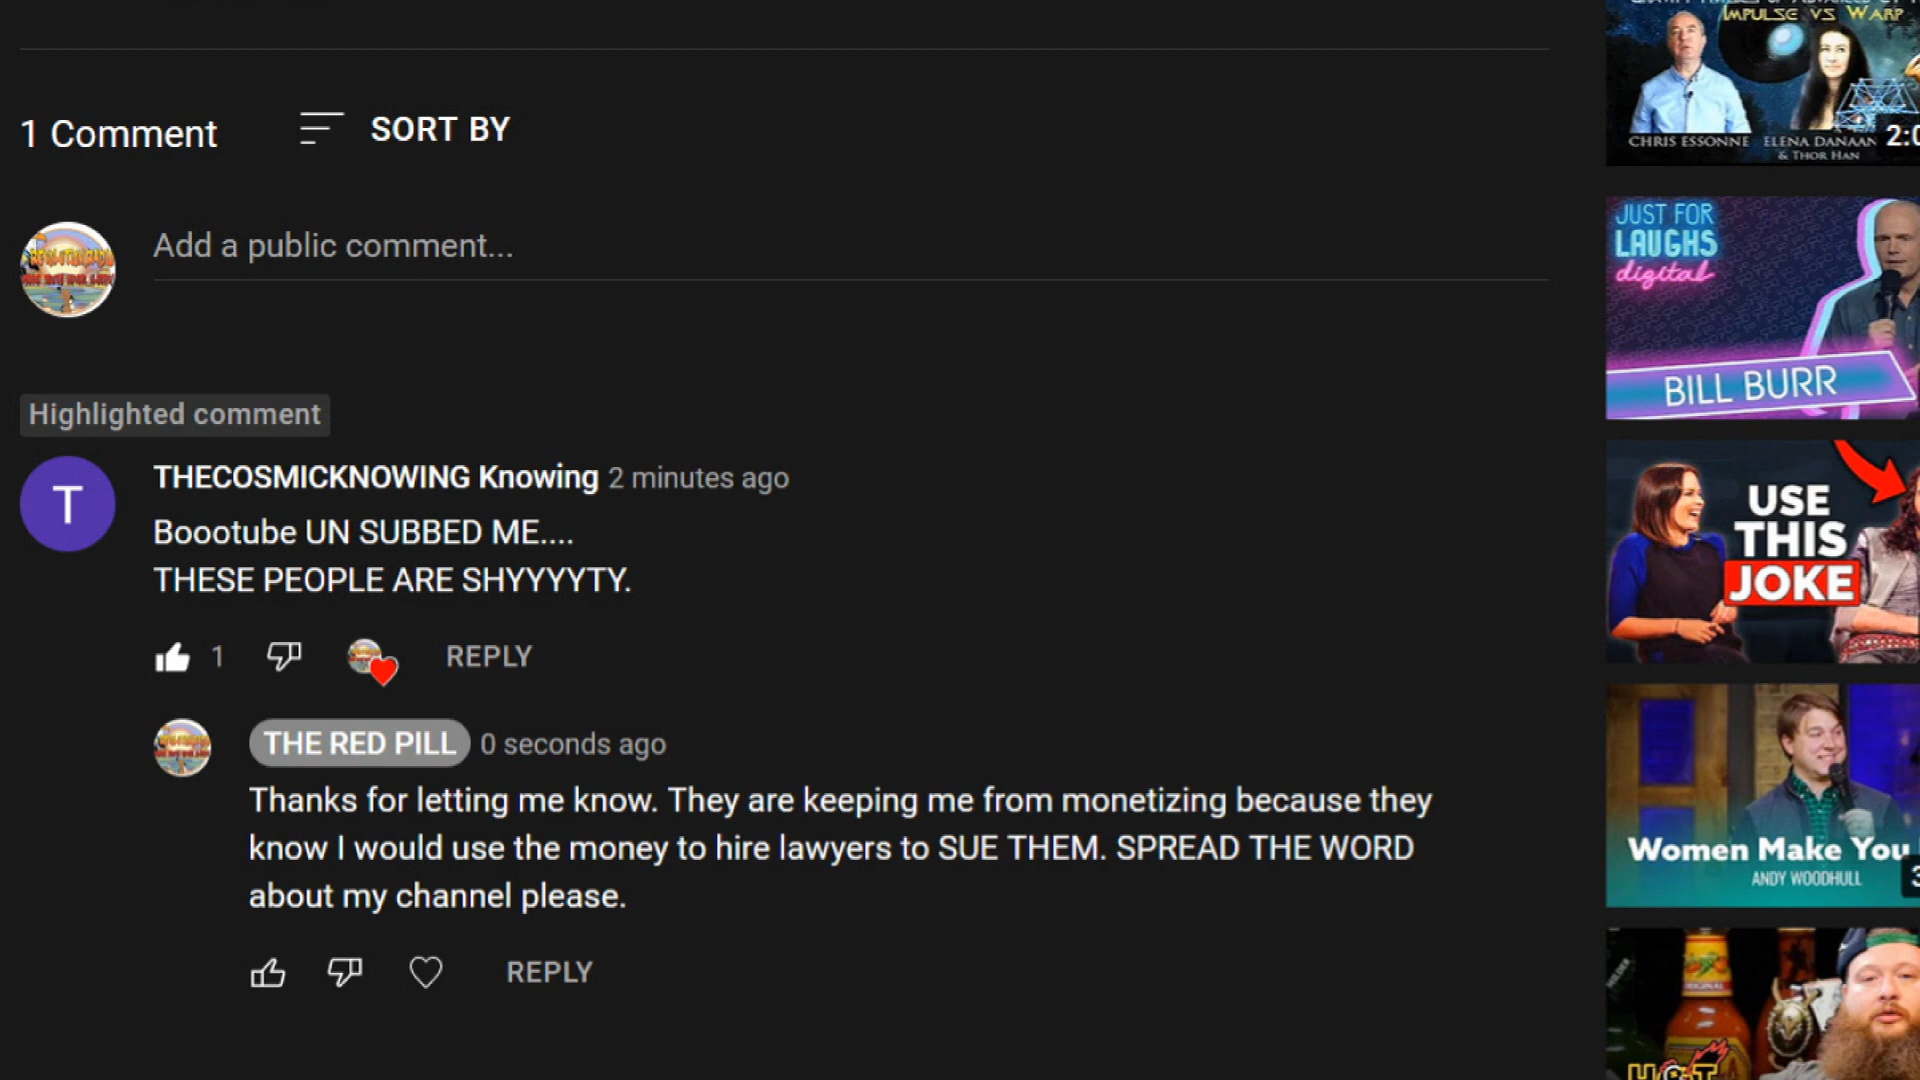 1 Comment
SORT BY
Add a public comment...
Highlighted comment
THECOSMICKNOWING Knowing 2 minutes ago
Boootube UN SUBBED ME....
THESE PEOPLE ARE SHYYYYTY.
1
REPLY
THE RED PILL 0 seconds ago
Thanks for letting me know. They are keeping me from monetizing because they
know I would use the money to hire lawyers to SUE THEM. SPREAD THE WORD
about my channel please.
REPLY
IMPULSE VS WARP
CHRIS ESSONNE ELENA DANAAN
& THOR HAN
2:0
JUST FOR
LAUGHS
digital
BILL BURR
USE
THIS
JOKE
Women Make You
ANDY WOODHULL
3
HOT